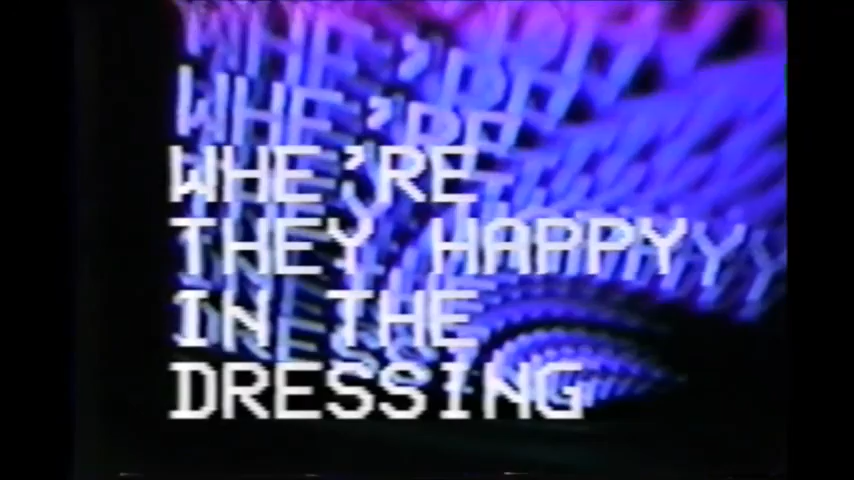 WHE'RE
THEY HAPPY
IN THE
DRESSING